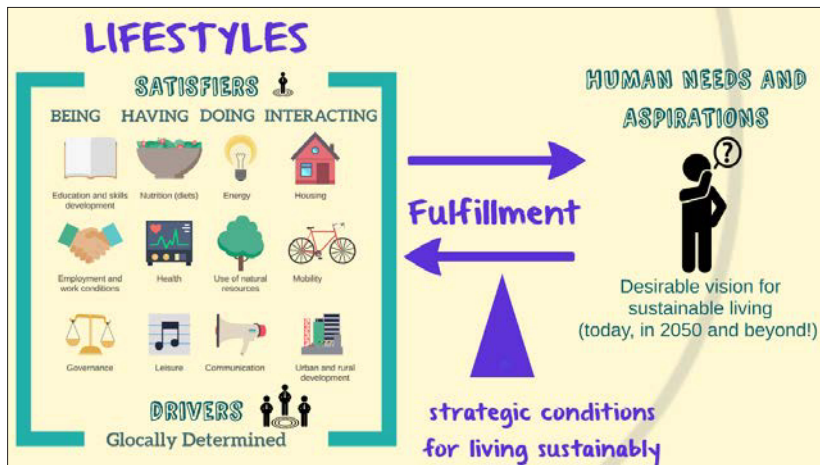 LIFESTYLES
SATISFIERS
BEING HAVING DOING INTERACTING
Education and skills
development
Nutrition (diets)
Energy
Housing
Employment and
work conditions
Health
Use of natural
resources
Mobility
Governance
Leisure
Communication
Urban and rural
development
DRIVERS
Glocally Determined
Fulfillment
strategic conditions
for living sustainably
HUMAN NEEDS AND
ASPIRATIONS
?
Desirable vision for
sustainable living
(today, in 2050 and beyond!)